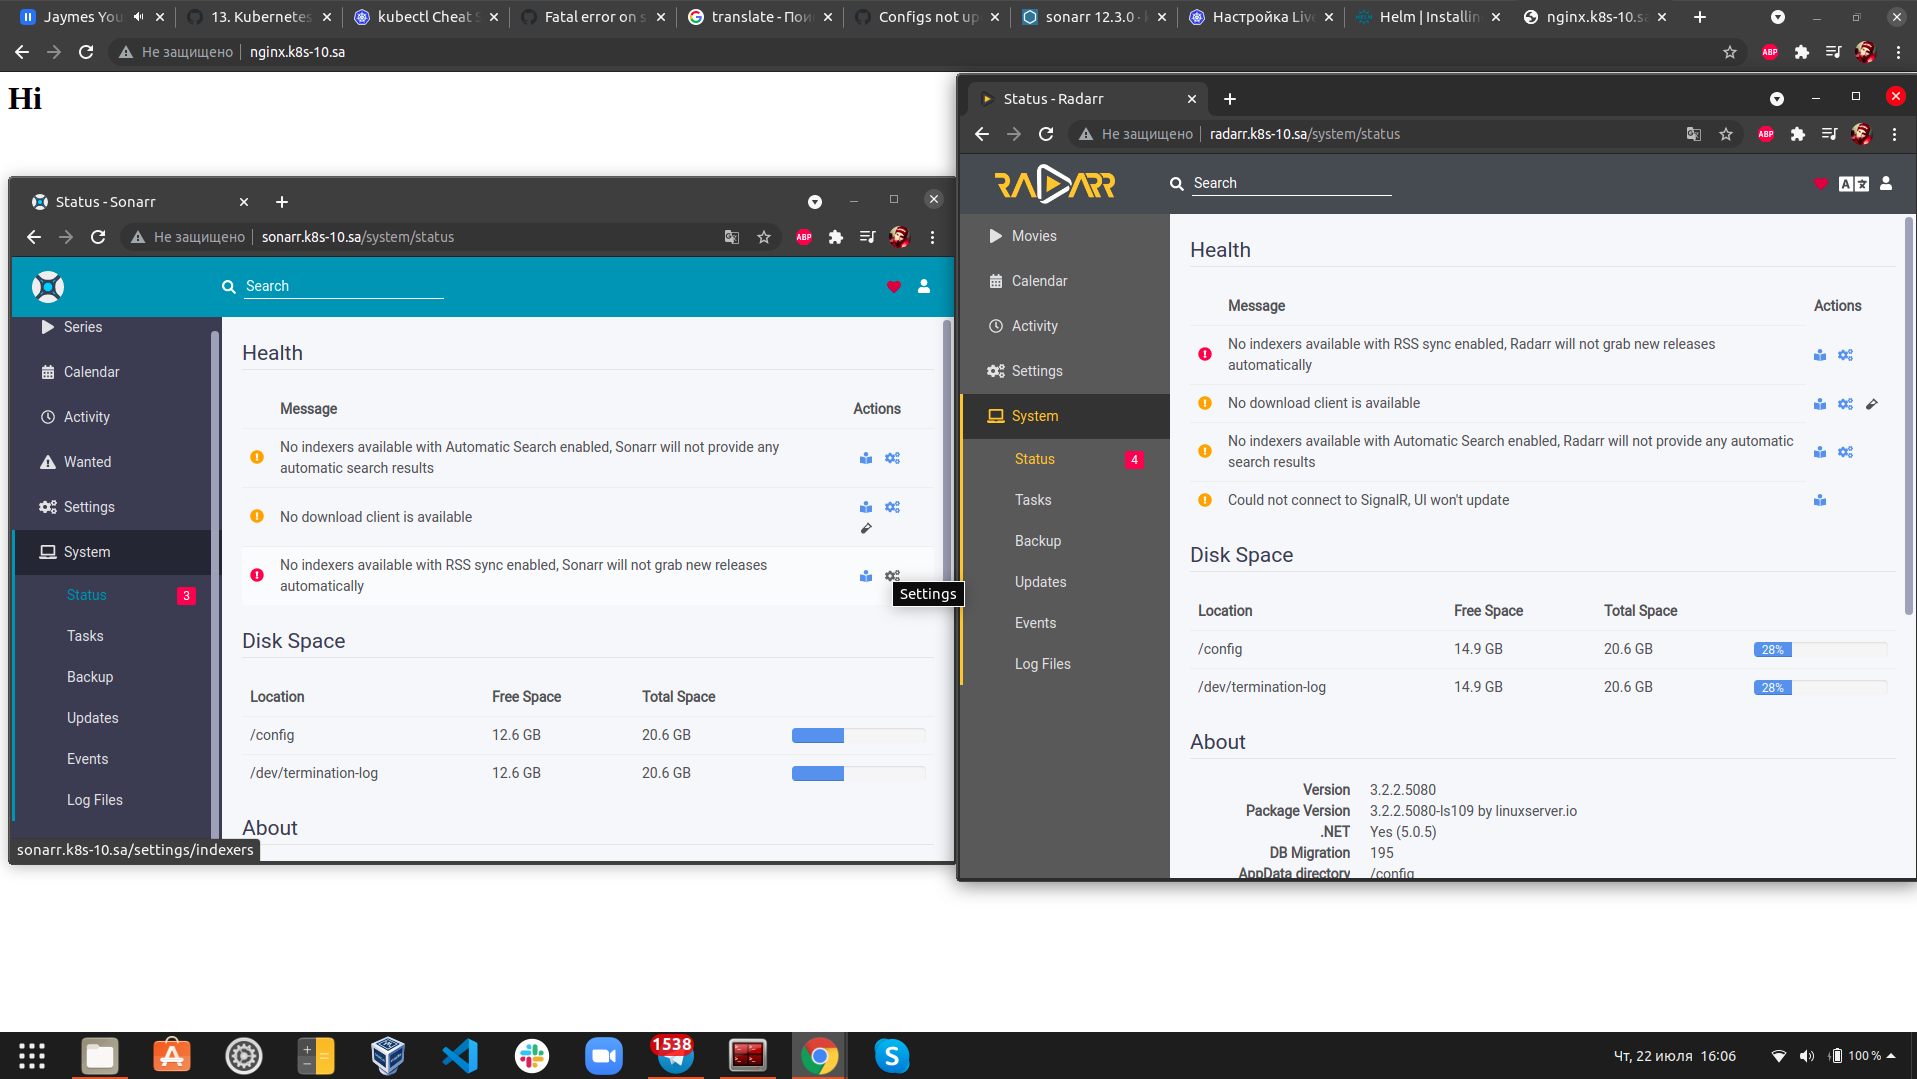 Jaymes You
13. Kubernetes
kubectl Cheat S
Fatal error on s
translate - Поис
Configs not up
sonarr 12.3.0 ·
Настройка Live
Helm | Installin
nginx.k8s-10.sa
Не защищено
nginx.k8s-10.sa
ABP
Hi
Status - Sonarr
Не защищено
sonarr.k8s-10.sa/system/status
ABP
Search
Series
Calendar
Activity
Wanted
Settings
System
Status
3
Tasks
Backup
Updates
Events
Log Files
Health
Message
Actions
No indexers available with Automatic Search enabled, Sonarr will not provide any
automatic search results
No download client is available
No indexers available with RSS sync enabled, Sonarr will not grab new releases
automatically
Settings
Disk Space
Location
Free Space
Total Space
/config
12.6 GB
20.6 GB
/dev/termination-log
12.6 GB
20.6 GB
About
sonarr.k8s-10.sa/settings/indexers
Status - Radarr
Не защищено
radarr.k8s-10.sa/system/status
ABP
RADARR
Search
Movies
Calendar
Activity
Settings
System
Status
4
Tasks
Backup
Updates
Events
Log Files
Health
Message
Actions
No indexers available with RSS sync enabled, Radarr will not grab new releases
automatically
No download client is available
No indexers available with Automatic Search enabled, Radarr will not provide any automatic
search results
Could not connect to SignalR, UI won't update
Disk Space
Location
Free Space
Total Space
/config
14.9 GB
20.6 GB
28%
/dev/termination-log
14.9 GB
20.6 GB
28%
About
Version
3.2.2.5080
Package Version
3.2.2.5080-ls109 by linuxserver.io
.NET
Yes (5.0.5)
DB Migration
195
AppData directory
/config
1538
Чт, 22 июля 16:06
100 %